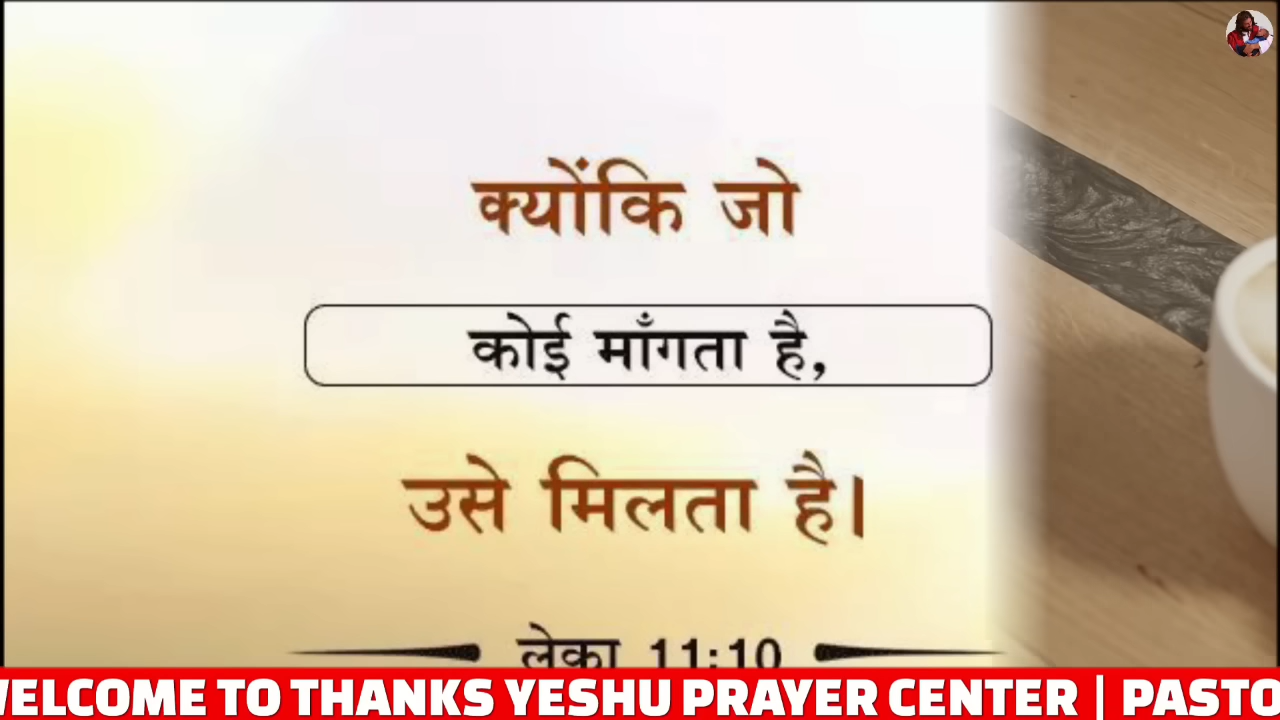 क्योंकि जो
कोई माँगता है,
उसे मिलता है।
लेका 11:10
WELCOME TO THANKS YESHU PRAYER CENTER | PASTO